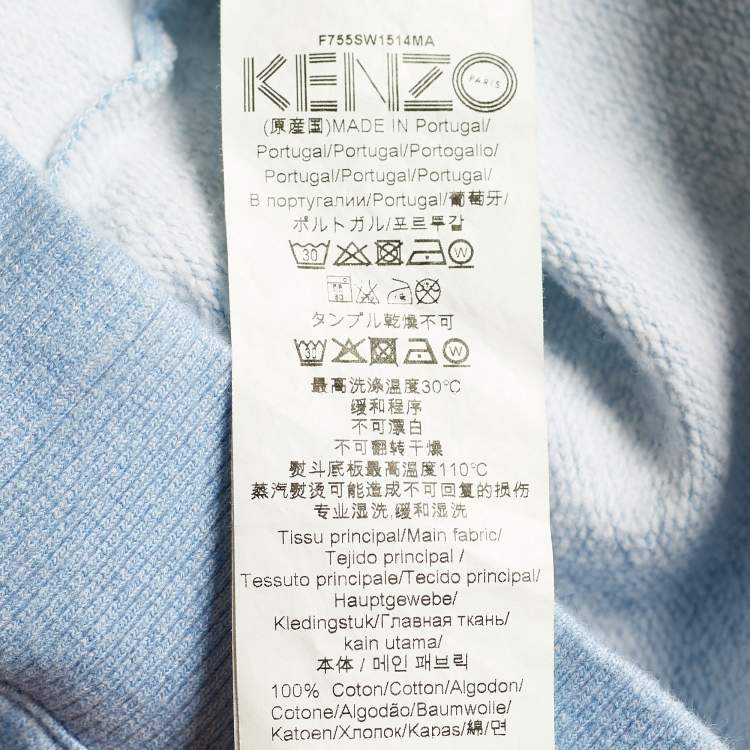 F755SW1514MA
KENZO
PARIS
(原産国)MADE IN Portugal/
Portugal/Portugal/Portogallo/
Portugal/Portugal/Portugal/
В португалии/Portugal/葡萄牙/
ポルトガル/포르투갈
30 W
タンブル乾燥不可
30 W
最高洗涤温度30°C
缓和程序
不可漂白
不可翻转干燥
熨斗底板最高温度110°C
蒸汽熨烫可能造成不可回复的损伤
专业湿洗,缓和湿洗
Tissu principal/Main fabric/
Tejido principal /
Tessuto principale/Tecido principal/
Hauptgewebe/
Kledingstuk/Главная ткань/
kain utama/
本体 / 메인 패브릭
100% Coton/Cotton/Algodon/
Cotone/Algodão/Baumwolle/
Katoen/Хлопок/Kapas/綿/면